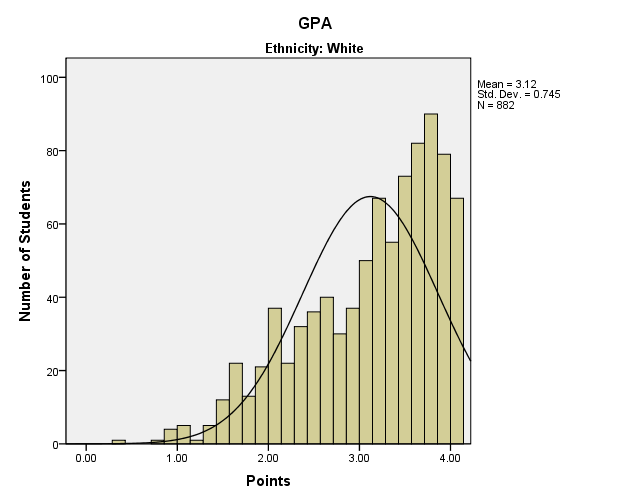 GPA
Ethnicity: White
Mean = 3.12
Std. Dev. = 0.745
N = 882
Number of Students
100
80
60
40
20
0
0.00 1.00 2.00 3.00 4.00
Points